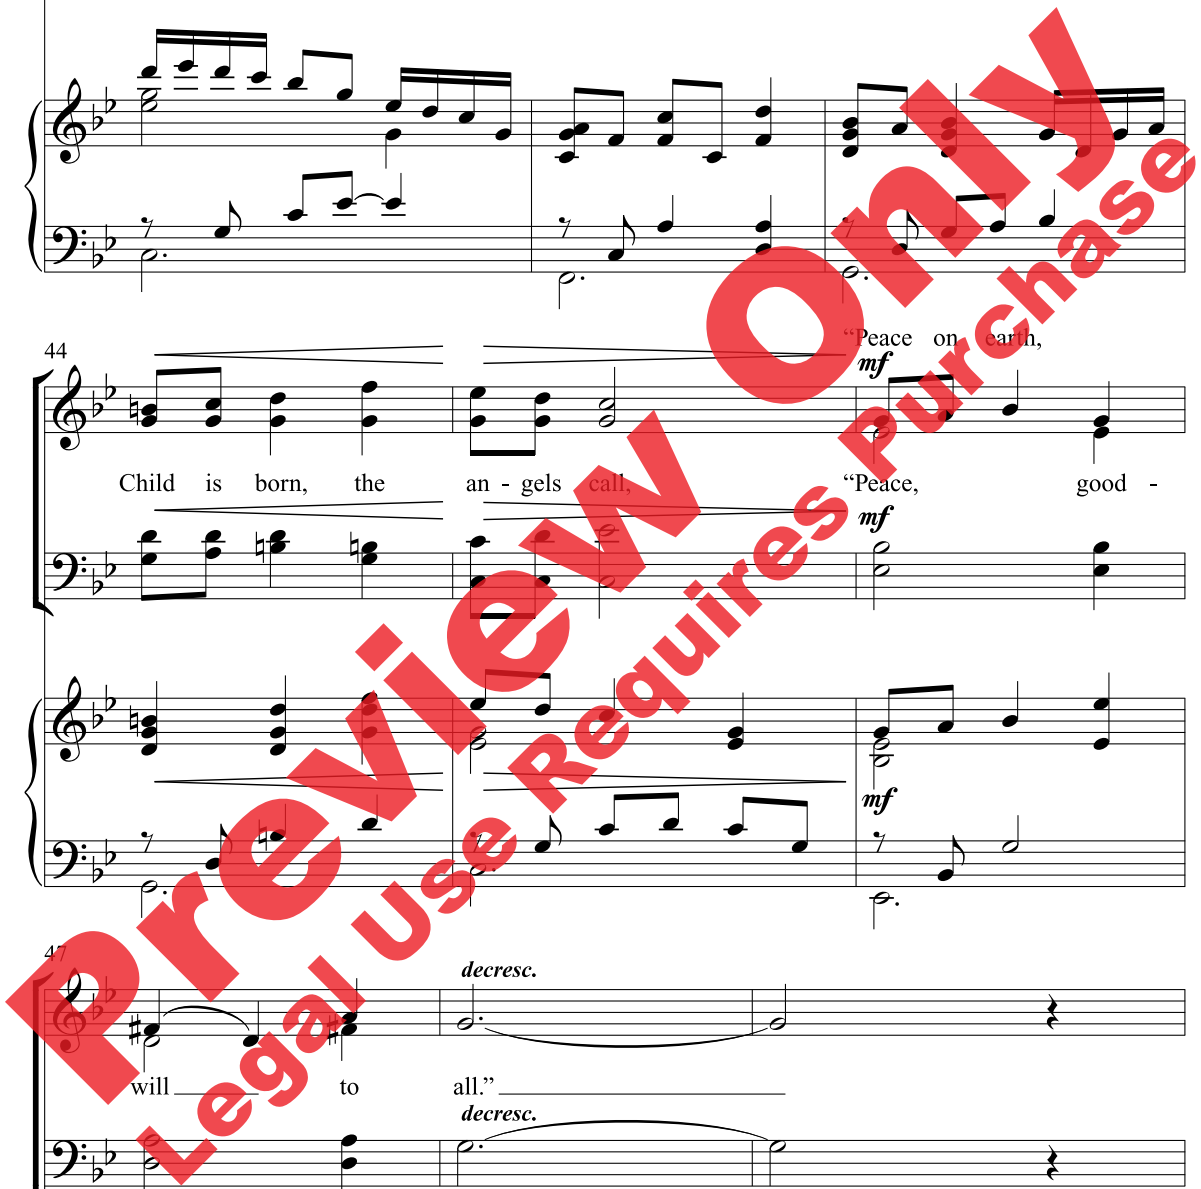 44
"Peace on earth,
mf
Child is born, the an - gels call, "Peace, good -
mf
mf
47
decresc.
will to all."
decresc.
Preview Only
Legal Use Requires Purchase